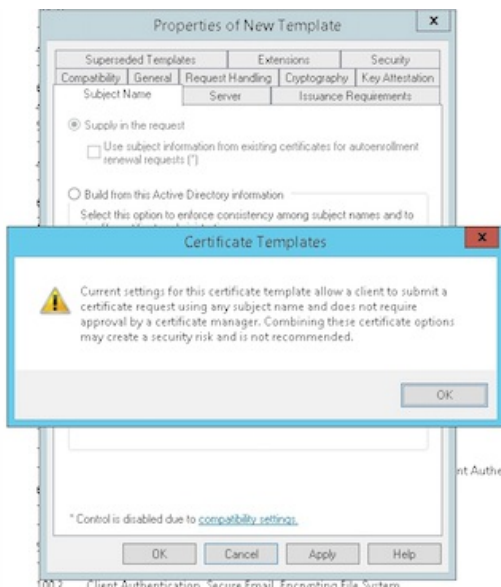 Properties of New Template
x
Superseded Templates Extensions Security
Compatibility General Request Handling Cryptography Key Attestation
Subject Name Server Issuance Requirements
Supply in the request
Use subject information from existing certificates for autoenrollment
renewal requests (*)
Build from this Active Directory information
Select this option to enforce consistency among subject names and to
Certificate Templates
x
Current settings for this certificate template allow a client to submit a
certificate request using any subject name and does not require
approval by a certificate manager. Combining these certificate options
may create a security risk and is not recommended.
OK
nt Authe
* Control is disabled due to compatibility settings.
OK Cancel Apply Help
100.3 Client Authentication, Secure Email, Encrypting File System